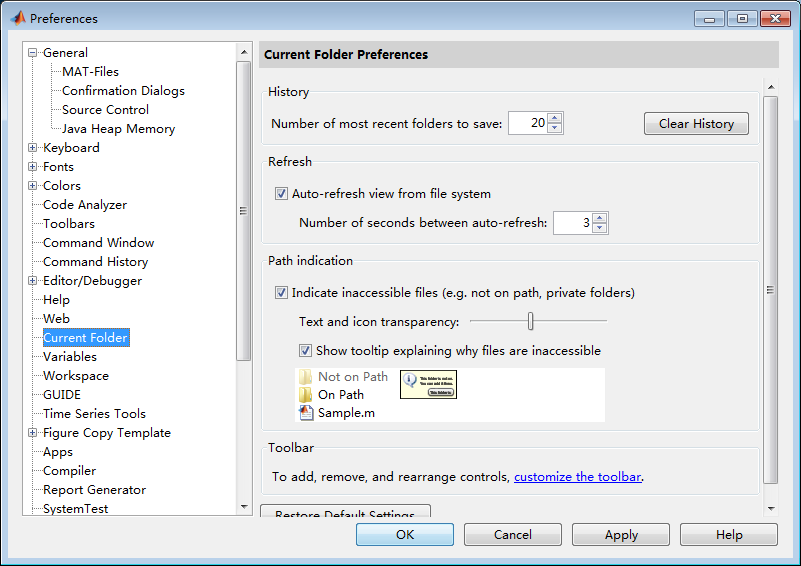 Preferences
General
MAT-Files
Confirmation Dialogs
Source Control
Java Heap Memory
Keyboard
Fonts
Colors
Code Analyzer
Toolbars
Command Window
Command History
Editor/Debugger
Help
Web
Current Folder
Variables
Workspace
GUIDE
Time Series Tools
Figure Copy Template
Apps
Compiler
Report Generator
SystemTest
Current Folder Preferences
History
Number of most recent folders to save: 20 Clear History
Refresh
Auto-refresh view from file system
Number of seconds between auto-refresh: 3
Path indication
Indicate inaccessible files (e.g. not on path, private folders)
Text and icon transparency:
Show tooltip explaining why files are inaccessible
Not on Path
On Path
Sample.m
Toolbar
To add, remove, and rearrange controls, customize the toolbar.
Restore Default Settings
OK Cancel Apply Help